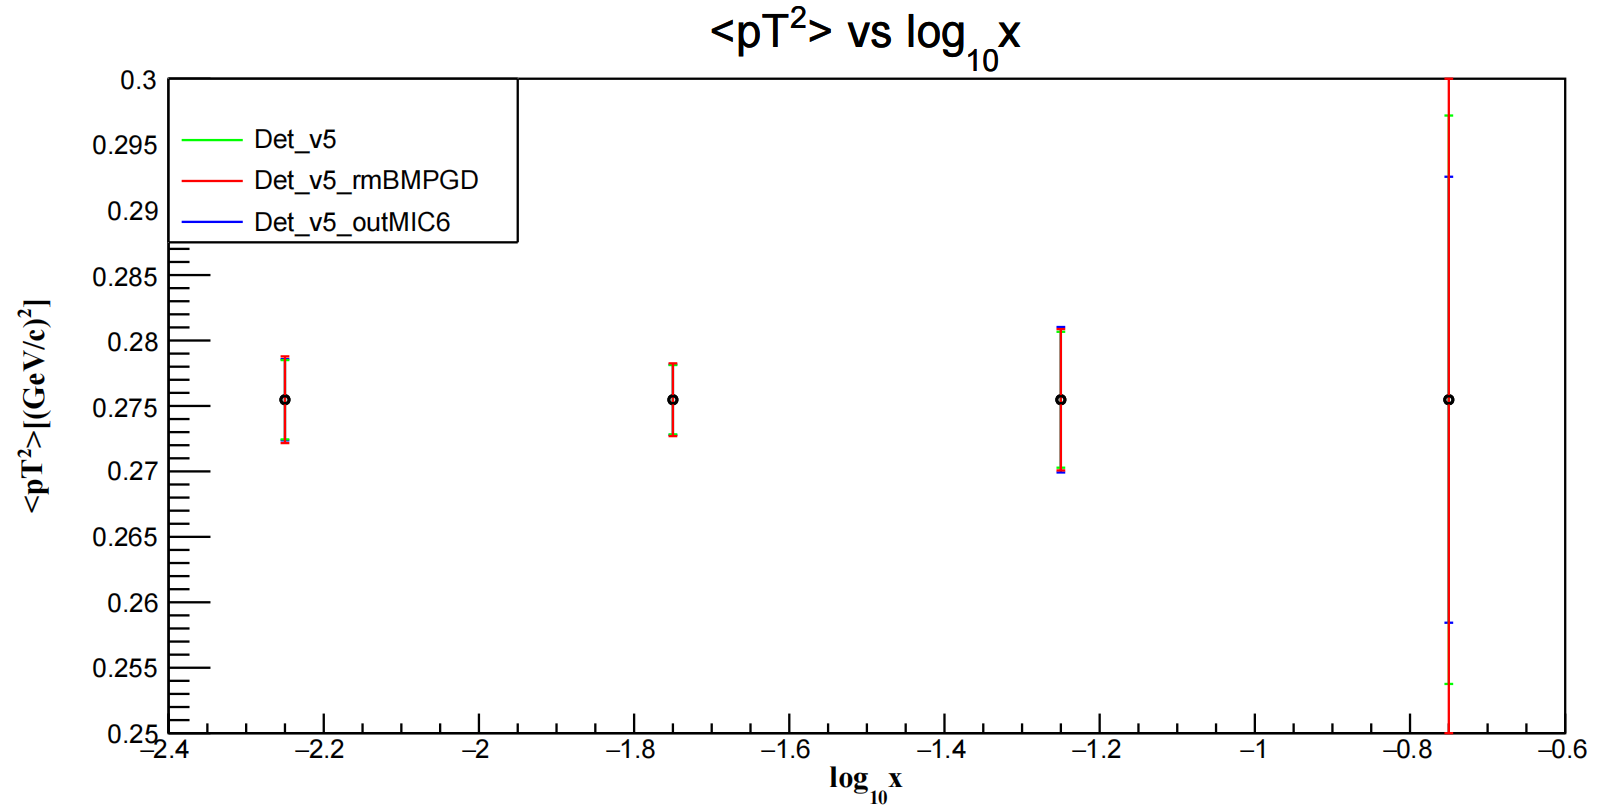 <pT²> vs log₁₀x
0.3
0.295
0.29
0.285
0.28
0.275
0.27
0.265
0.26
0.255
0.25
Det_v5
Det_v5_rmBMPGD
Det_v5_outMIC6
<pT²>[(GeV/c)²]
−2.4 −2.2 −2 −1.8 −1.6 −1.4 −1.2 −1 −0.8 −0.6
log₁₀x